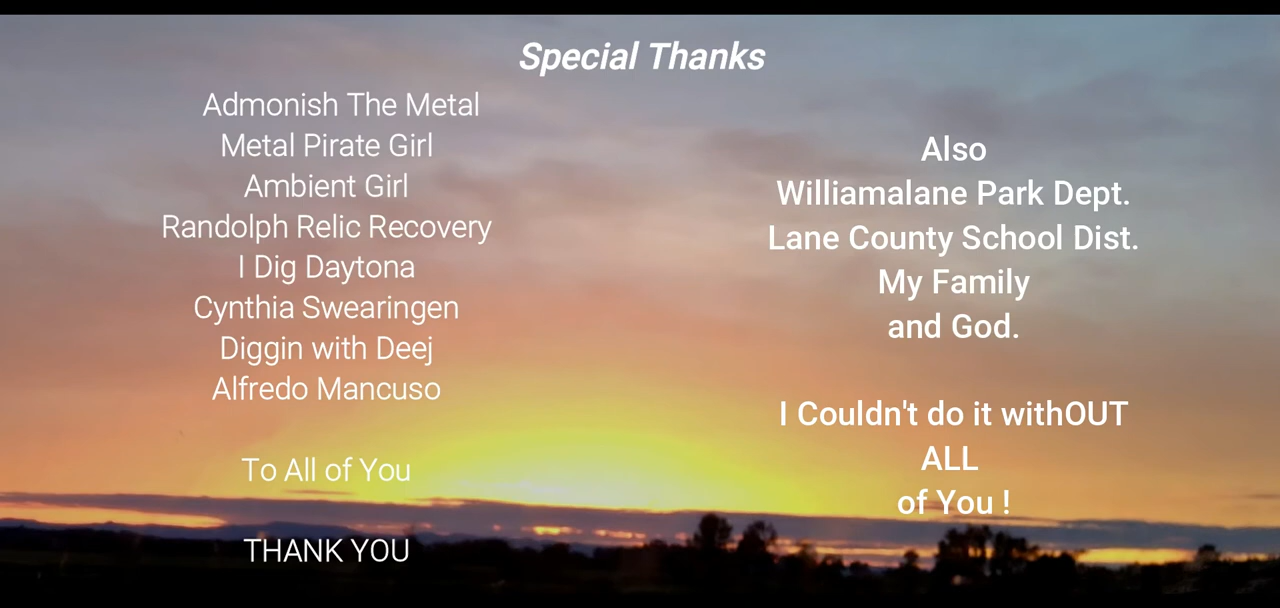 Special Thanks
Admonish The Metal
Metal Pirate Girl
Ambient Girl
Randolph Relic Recovery
I Dig Daytona
Cynthia Swearingen
Diggin with Deej
Alfredo Mancuso
To All of You
THANK YOU
Also
Williamalane Park Dept.
Lane County School Dist.
My Family
and God.
I Couldn't do it withOUT
ALL
of You !